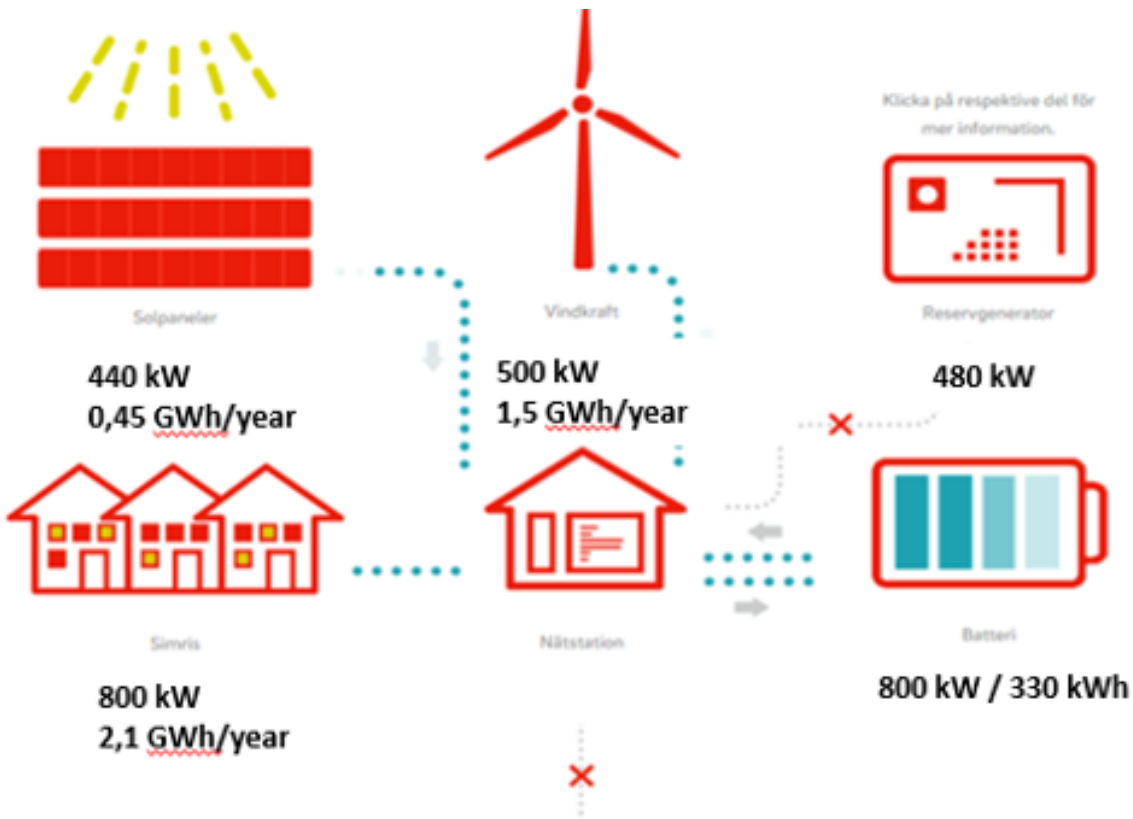 Klicka på respektive del för
mer information.
Solpaneler
Vindkraft
Reservgenerator
440 kW
0,45 GWh/year
500 kW
1,5 GWh/year
480 kW
Simris
Nätstation
Batteri
800 kW
2,1 GWh/year
800 kW / 330 kWh